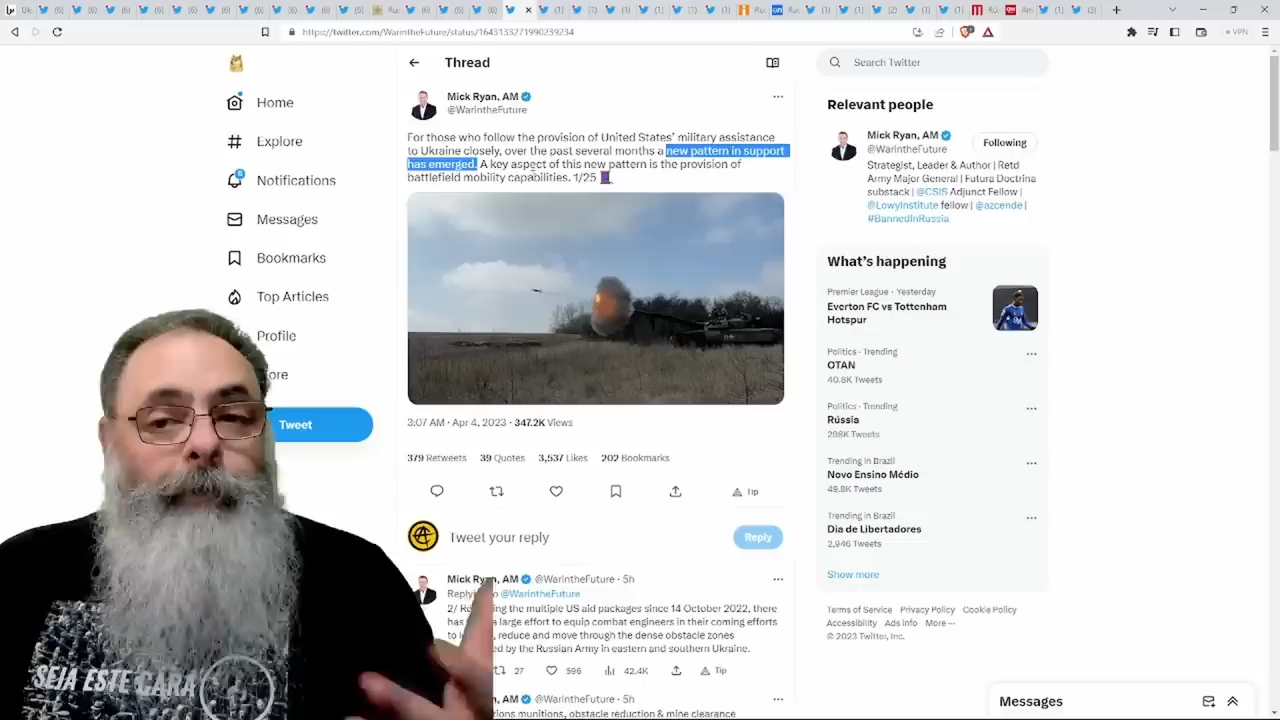 https://twitter.com/WarintheFuture/status/1643133271990239234
VPN
Home
Explore
Notifications
Messages
Bookmarks
Top Articles
Profile
ore
Tweet
Thread
Mick Ryan, AM
@WarintheFuture
For those who follow the provision of United States' military assistance
to Ukraine closely, over the past several months a new pattern in support
has emerged. A key aspect of this new pattern is the provision of
battlefield mobility capabilities. 1/25
3:07 AM · Apr 4, 2023 · 347.2K Views
379 Retweets 39 Quotes 3,537 Likes 202 Bookmarks
Tip
Tweet your reply
Reply
Mick Ryan, AM @WarintheFuture · 5h
Replying to @WarintheFuture
2/ the multiple US aid packages since 14 October 2022, there
has large effort to equip combat engineers in their coming efforts
to reduce and move through the dense obstacle zones
ed by the Russian Army in eastern and southern Ukraine.
27 596 42.4K Tip
AM @WarintheFuture · 5h
munitions, obstacle reduction & mine clearance
Search Twitter
Relevant people
Mick Ryan, AM
@WarintheFuture
Following
Strategist, Leader & Author | Retd
Army Major General | Futura Doctrina
substack | @CSIS Adjunct Fellow |
@LowyInstitute fellow | @azcende |
#BannedInRussia
What's happening
Premier League · Yesterday
Everton FC vs Tottenham
Hotspur
Politics · Trending
OTAN
40.8K Tweets
Politics · Trending
Rússia
298K Tweets
Trending in Brazil
Novo Ensino Médio
49.8K Tweets
Trending in Brazil
Dia de Libertadores
2,946 Tweets
Show more
Terms of Service Privacy Policy Cookie Policy
Accessibility Ads info More ···
© 2023 Twitter, Inc.
Messages
SEJA ESTE CARA